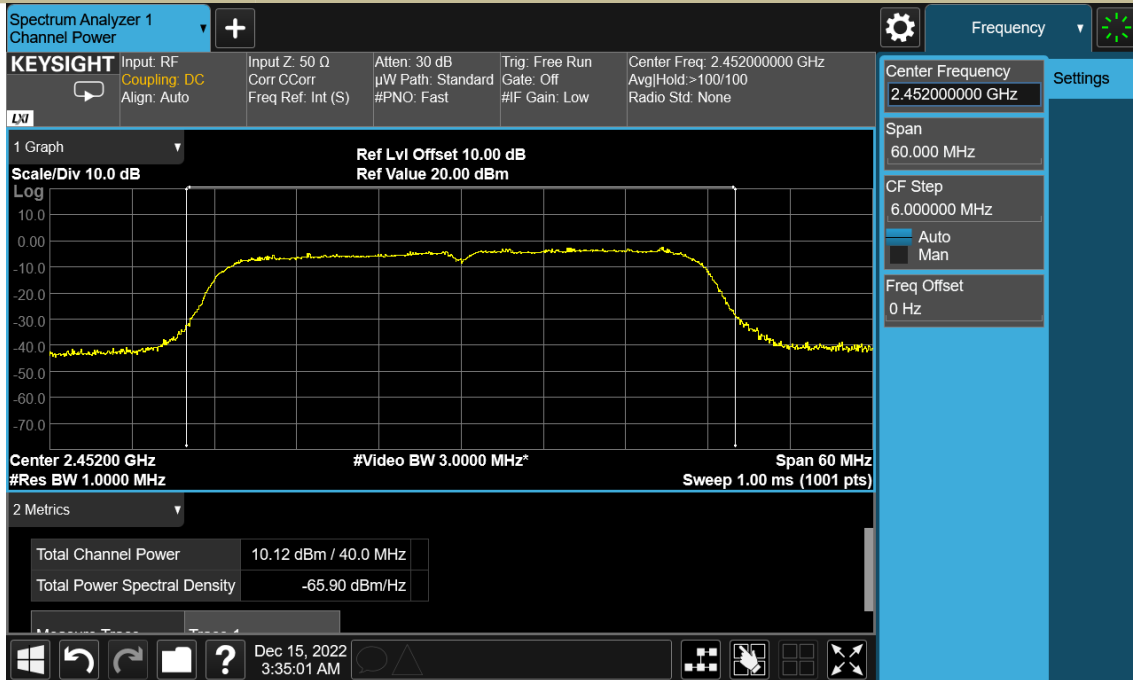 Spectrum Analyzer 1
Channel Power
Frequency
KEYSIGHT
Input: RF
Coupling: DC
Align: Auto
Input Z: 50 Ω
Corr CCorr
Freq Ref: Int (S)
Atten: 30 dB
µW Path: Standard
#PNO: Fast
Trig: Free Run
Gate: Off
#IF Gain: Low
Center Freq: 2.452000000 GHz
Avg|Hold:>100/100
Radio Std: None
LXI
Center Frequency
2.452000000 GHz
Settings
Span
60.000 MHz
CF Step
6.000000 MHz
Auto
Man
Freq Offset
0 Hz
1 Graph
Scale/Div 10.0 dB
Ref Lvl Offset 10.00 dB
Ref Value 20.00 dBm
Log
10.0
0.00
-10.0
-20.0
-30.0
-40.0
-50.0
-60.0
-70.0
Center 2.45200 GHz
#Video BW 3.0000 MHz*
Span 60 MHz
#Res BW 1.0000 MHz
Sweep 1.00 ms (1001 pts)
2 Metrics
Total Channel Power 10.12 dBm / 40.0 MHz
Total Power Spectral Density -65.90 dBm/Hz
Measure Trace Trace 1
Dec 15, 2022
3:35:01 AM